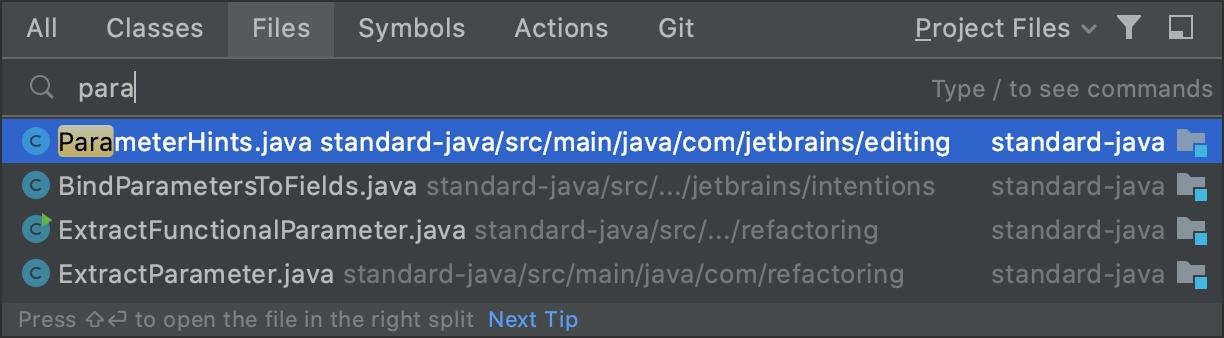 All Classes Files Symbols Actions Git Project Files
para Type / to see commands
ParameterHints.java standard-java/src/main/java/com/jetbrains/editing standard-java
BindParametersToFields.java standard-java/src/.../jetbrains/intentions standard-java
ExtractFunctionalParameter.java standard-java/src/.../refactoring standard-java
ExtractParameter.java standard-java/src/main/java/com/refactoring standard-java
Press ⇧⏎ to open the file in the right split Next Tip